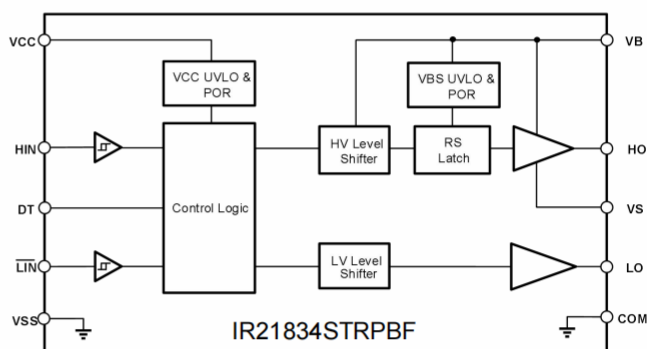 VCC
VB
VCC UVLO &
POR
VBS UVLO &
POR
HIN
HV Level
Shifter
RS
Latch
HO
DT
Control Logic
VS
LIN
LV Level
Shifter
LO
VSS
COM
IR21834STRPBF